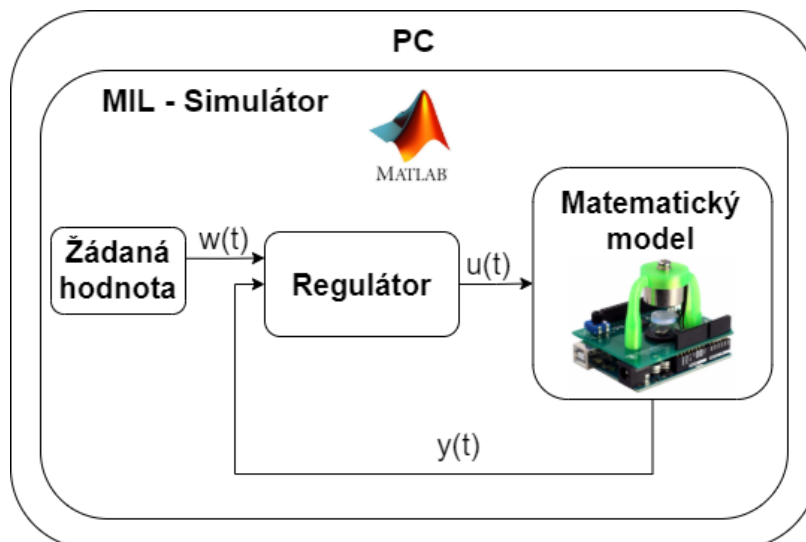 PC
MIL - Simulátor
MATLAB
Žádaná
hodnota
w(t)
Regulátor
u(t)
Matematický
model
y(t)